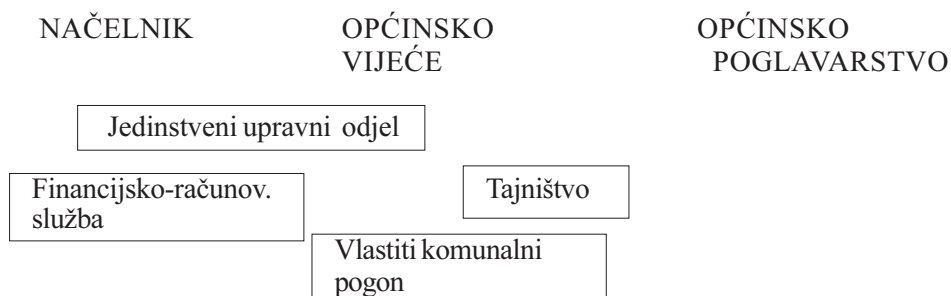 NAČELNIK
OPĆINSKO
VIJEĆE
OPĆINSKO
POGLAVARSTVO
Jedinstveni upravni odjel
Financijsko-računov.
služba
Tajništvo
Vlastiti komunalni
pogon